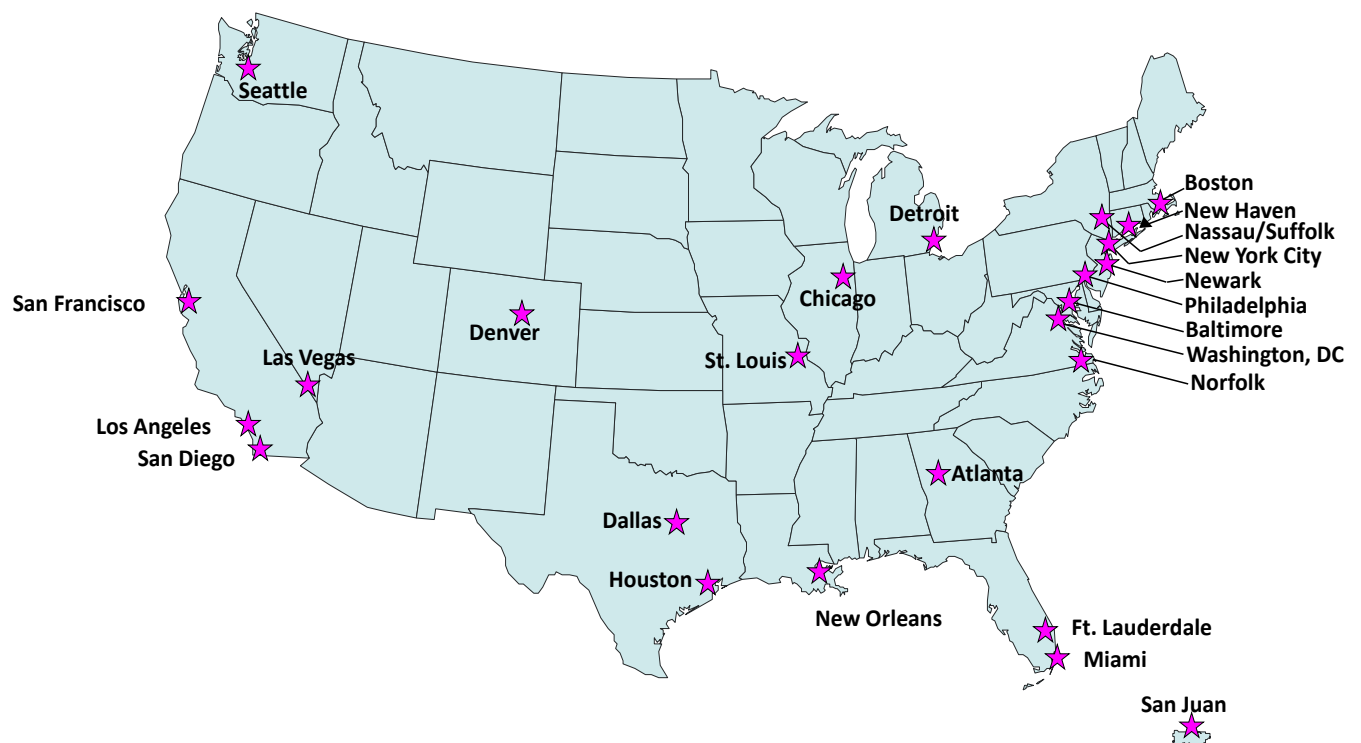 Seattle
Boston
New Haven
Detroit
Nassau/Suffolk
New York City
Newark
Chicago
San Francisco
Philadelphia
Denver
Baltimore
Las Vegas
St. Louis
Washington, DC
Norfolk
Los Angeles
San Diego
Atlanta
Dallas
Houston
New Orleans
Ft. Lauderdale
Miami
San Juan